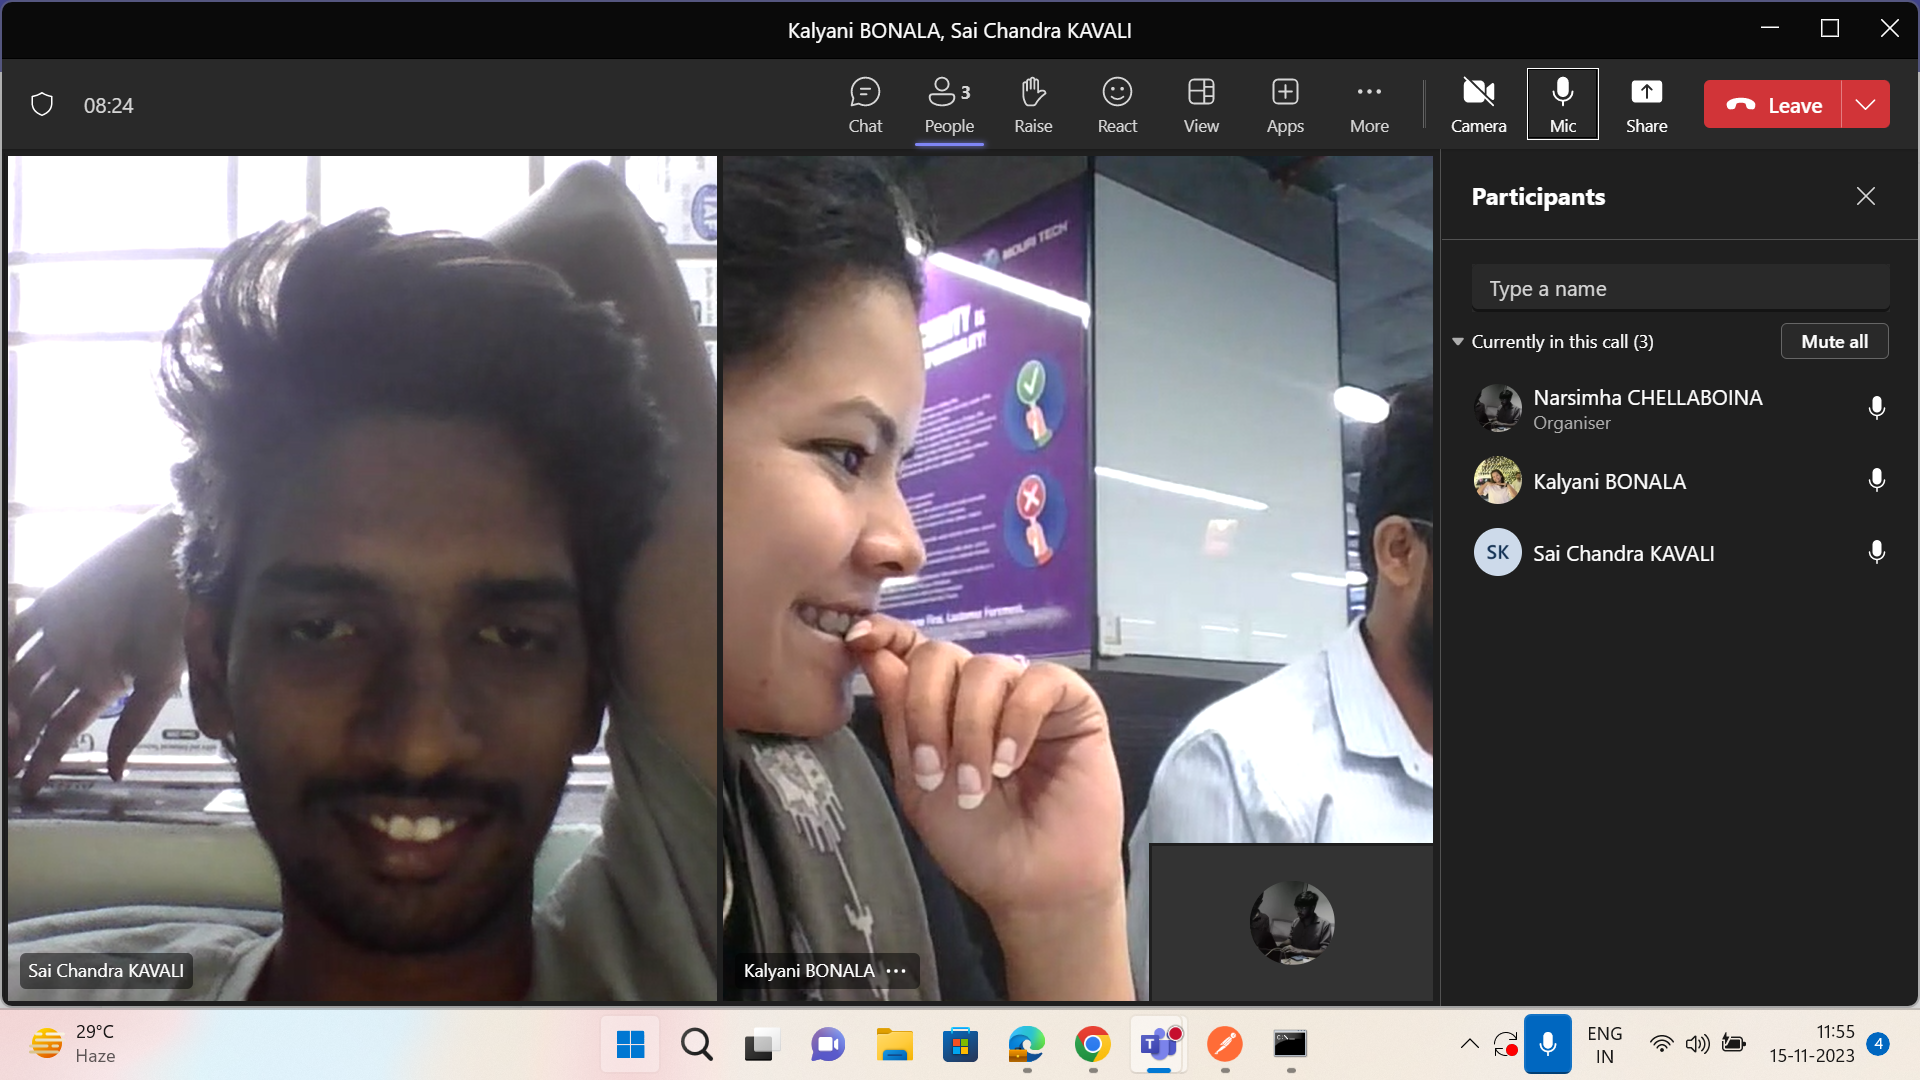 Kalyani BONALA, Sai Chandra KAVALI
08:24
Chat
People
3
Raise
React
View
Apps
More
Camera
Mic
Share
Leave
MOURI TECH
Sai Chandra KAVALI
Kalyani BONALA
Participants
Type a name
Currently in this call (3)
Mute all
Narsimha CHELLABOINA
Organiser
Kalyani BONALA
SK
Sai Chandra KAVALI
29°C
Haze
ENG
IN
11:55
15-11-2023
4